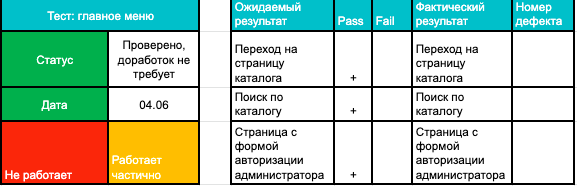 Тест: главное меню
Статус
Проверено,
доработок не
требует
Дата
04.06
Не работает
Работает
частично
Ожидаемый
результат
Pass
Fail
Фактический
результат
Номер
дефекта
Переход на
страницу
каталога
+
Переход на
страницу
каталога
Поиск по
каталогу
+
Поиск по
каталогу
Страница с
формой
авторизации
администратора
+
Страница с
формой
авторизации
администратора